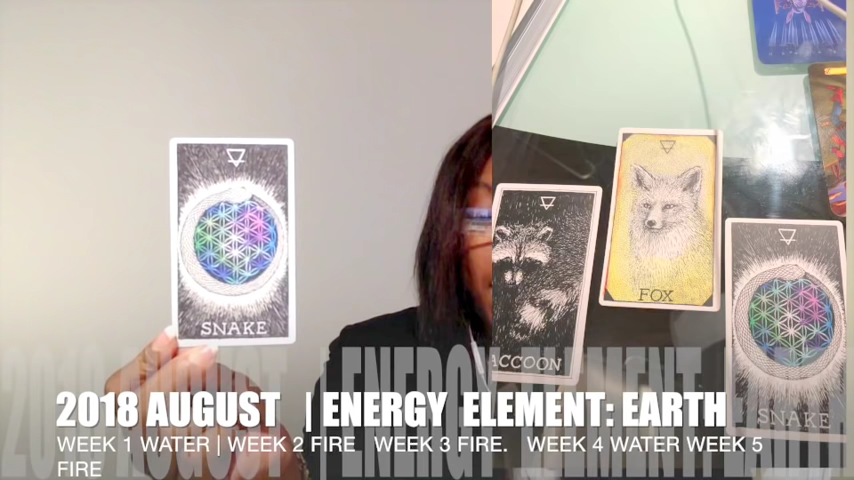 SNAKE
FOX
ACCOON
SNAKE
2018 AUGUST | ENERGY ELEMENT: EARTH
WEEK 1 WATER | WEEK 2 FIRE WEEK 3 FIRE. WEEK 4 WATER WEEK 5
FIRE